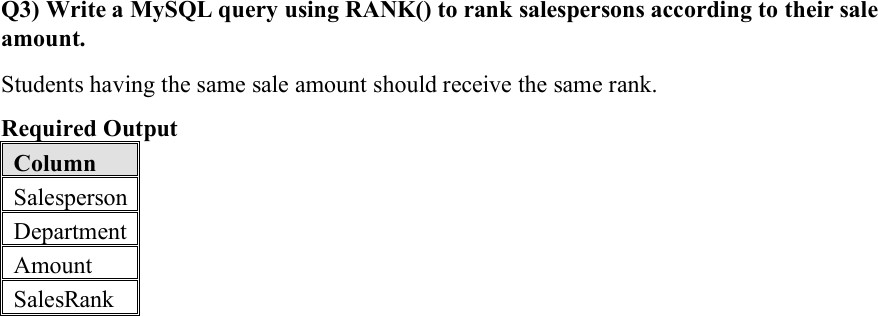 Q3) Write a MySQL query using RANK() to rank salespersons according to their sale
amount.
Students having the same sale amount should receive the same rank.
Required Output
Column
Salesperson
Department
Amount
SalesRank